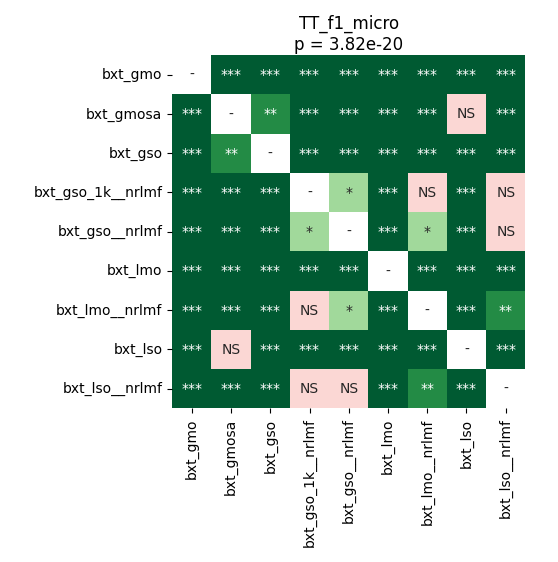 TT_f1_micro
p = 3.82e-20
bxt_gmo - *** *** *** *** *** *** *** ***
bxt_gmosa *** - ** *** *** *** *** NS ***
bxt_gso *** ** - *** *** *** *** *** ***
bxt_gso_1k__nrlmf *** *** *** - * *** NS *** NS
bxt_gso__nrlmf *** *** *** * - *** * *** NS
bxt_lmo *** *** *** *** *** - *** *** ***
bxt_lmo__nrlmf *** *** *** NS * *** - *** **
bxt_lso *** NS *** *** *** *** *** - ***
bxt_lso__nrlmf *** *** *** NS NS *** ** *** -
bxt_gmo
bxt_gmosa
bxt_gso
bxt_gso_1k__nrlmf
bxt_gso__nrlmf
bxt_lmo
bxt_lmo__nrlmf
bxt_lso
bxt_lso__nrlmf